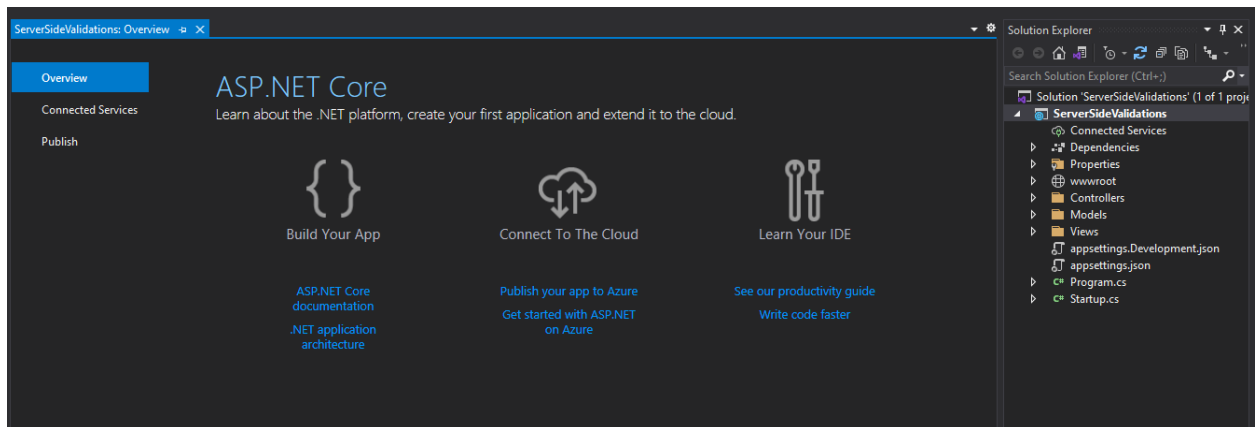 ServerSideValidations: Overview
Overview
Connected Services
Publish
ASP.NET Core
Learn about the .NET platform, create your first application and extend it to the cloud.
Build Your App
ASP.NET Core
documentation
.NET application
architecture
Connect To The Cloud
Publish your app to Azure
Get started with ASP.NET
on Azure
Learn Your IDE
See our productivity guide
Write code faster
Solution Explorer
Search Solution Explorer (Ctrl+;)
Solution 'ServerSideValidations' (1 of 1 proje
ServerSideValidations
Connected Services
Dependencies
Properties
wwwroot
Controllers
Models
Views
appsettings.Development.json
appsettings.json
C# Program.cs
C# Startup.cs